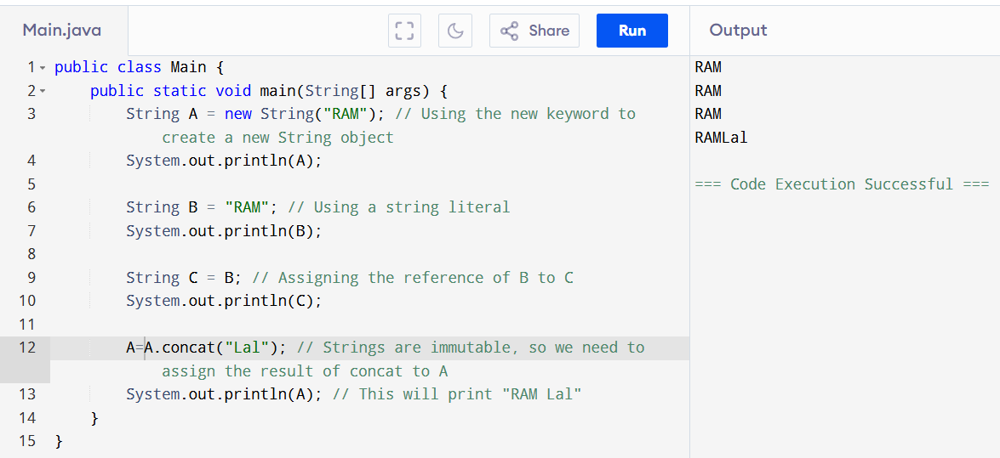 Main.java
Share
Run
Output
1 public class Main {
2 public static void main(String[] args) {
3 String A = new String("RAM"); // Using the new keyword to
create a new String object
4 System.out.println(A);
5
6 String B = "RAM"; // Using a string literal
7 System.out.println(B);
8
9 String C = B; // Assigning the reference of B to C
10 System.out.println(C);
11
12 A=A.concat("Lal"); // Strings are immutable, so we need to
assign the result of concat to A
13 System.out.println(A); // This will print "RAM Lal"
14 }
15 }
RAM
RAM
RAM
RAMLal
=== Code Execution Successful ===